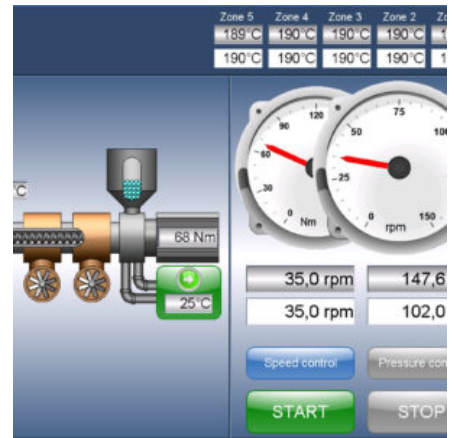 Zone 5 Zone 4 Zone 3 Zone 2
189°C 190°C 190°C 190°C
190°C 190°C 190°C 190°C
120
90
60
30
0
Nm
75
100
50
25
0
150
rpm
°C
68 Nm
25°C
35,0 rpm 147,6
35,0 rpm 102,0
Speed control Pressure
START STOP